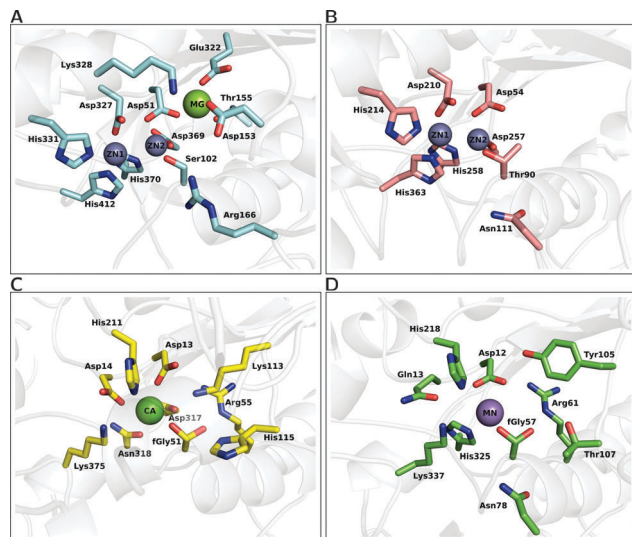 A
Glu322
Lys328
Asp327
Asp51
MG
Thr155
Asp153
His331
ZN1
ZN2
Asp369
Ser102
His370
His412
Arg166
B
Asp210
Asp54
His214
ZN1
ZN2
Asp257
His258
Thr90
His363
Asn111
C
His211
Asp13
Asp14
Lys113
Arg55
CA
Asp317
fGly51
His115
Asn318
Lys375
D
His218
Asp12
Tyr105
Gln13
Arg61
MN
fGly57
His325
Thr107
Lys337
Asn78